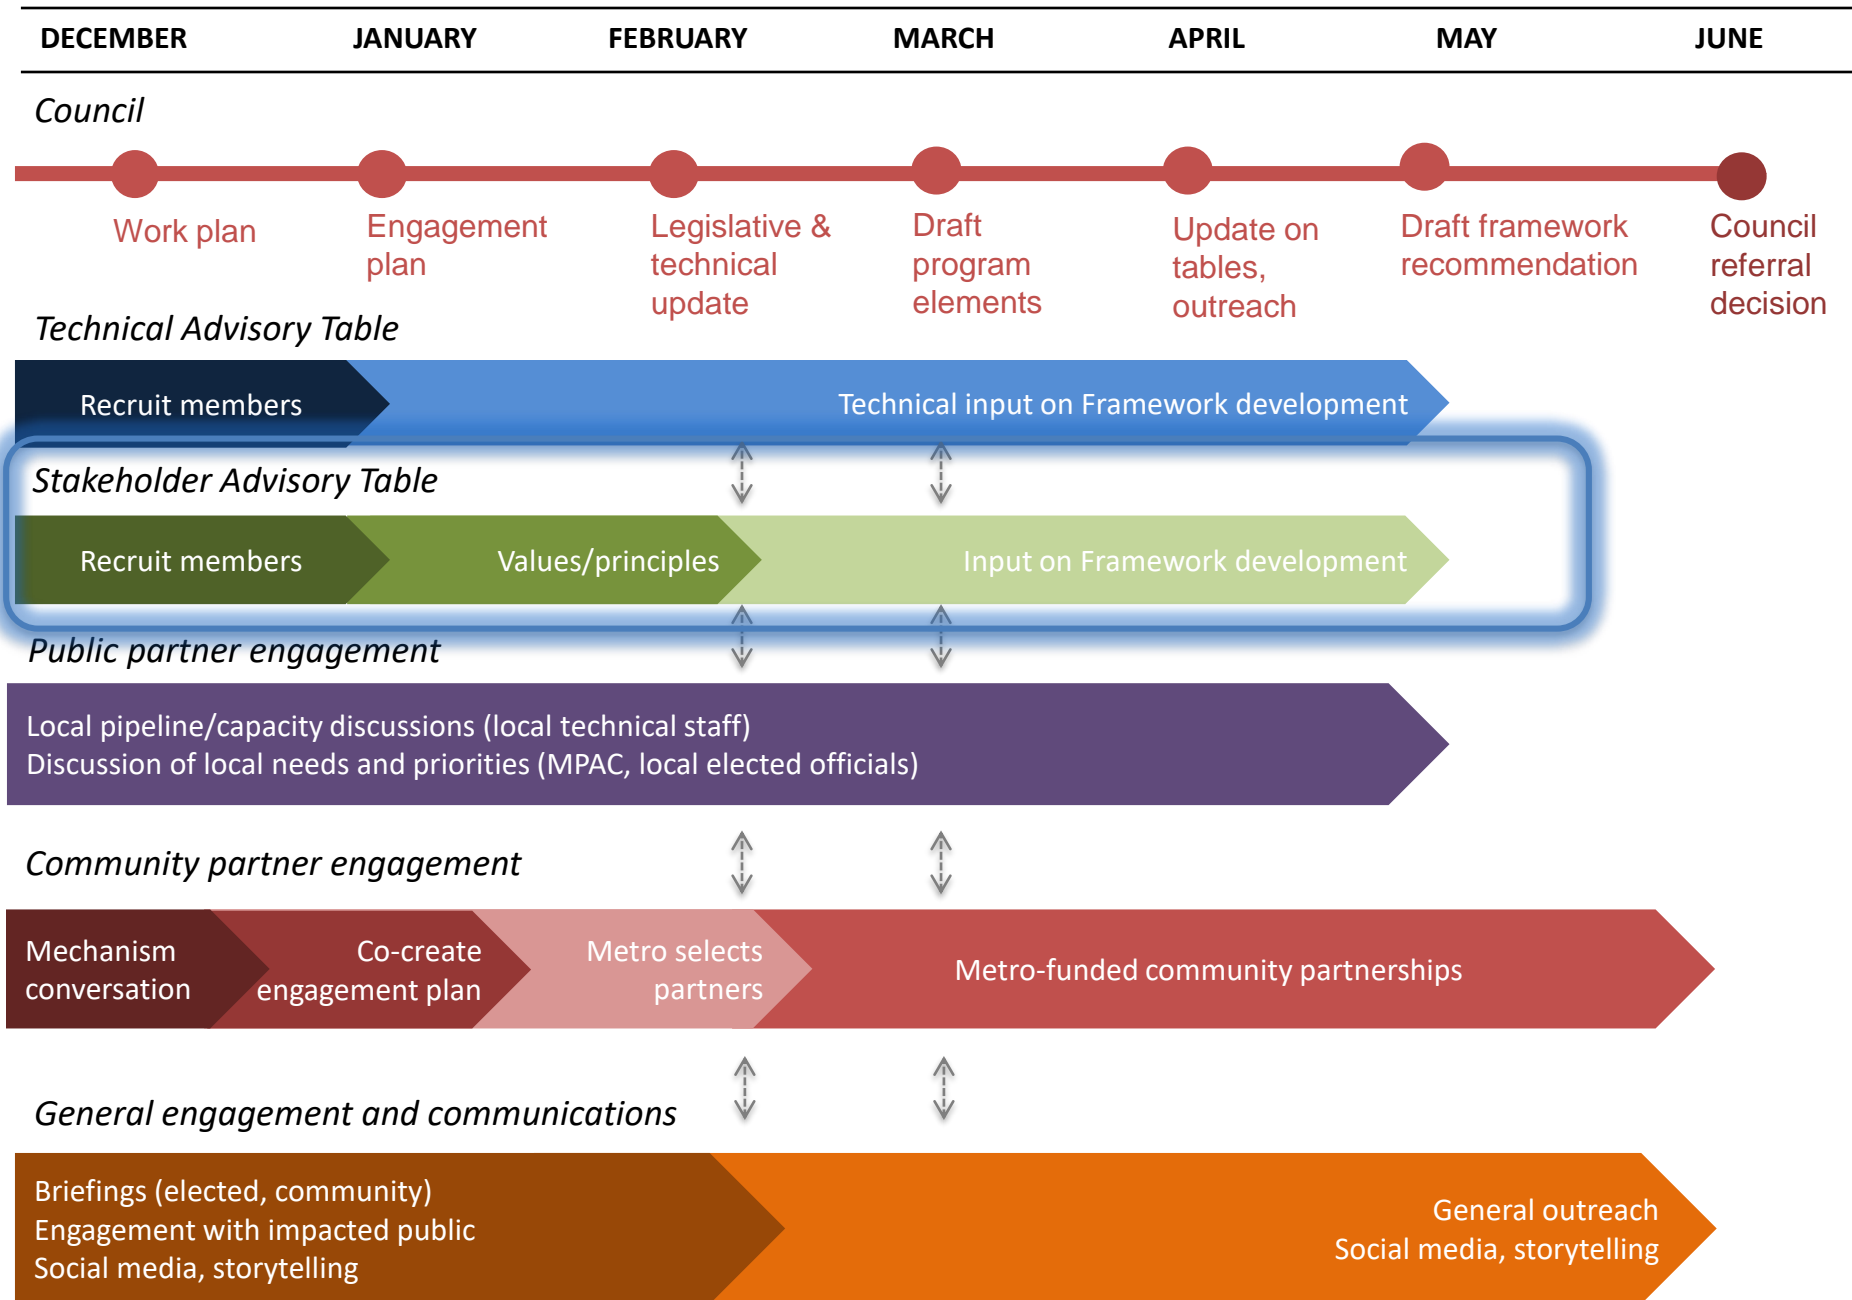 DECEMBER JANUARY FEBRUARY MARCH APRIL MAY JUNE
Council
Work plan
Engagement
plan
Legislative &
technical
update
Draft
program
elements
Update on
tables,
outreach
Draft framework
recommendation
Council
referral
decision
Technical Advisory Table
Recruit members
Technical input on Framework development
Stakeholder Advisory Table
Recruit members
Values/principles
Input on Framework development
Public partner engagement
Local pipeline/capacity discussions (local technical staff)
Discussion of local needs and priorities (MPAC, local elected officials)
Community partner engagement
Mechanism
conversation
Co-create
engagement plan
Metro selects
partners
Metro-funded community partnerships
General engagement and communications
Briefings (elected, community)
Engagement with impacted public
Social media, storytelling
General outreach
Social media, storytelling